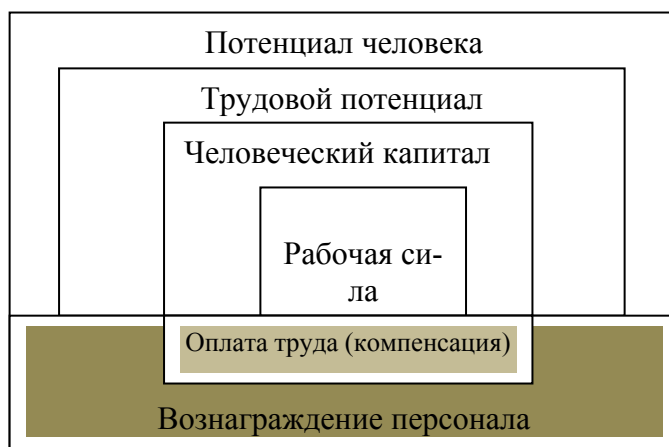 Потенциал человека
Трудовой потенциал
Человеческий капитал
Рабочая си-
ла
Оплата труда (компенсация)
Вознаграждение персонала